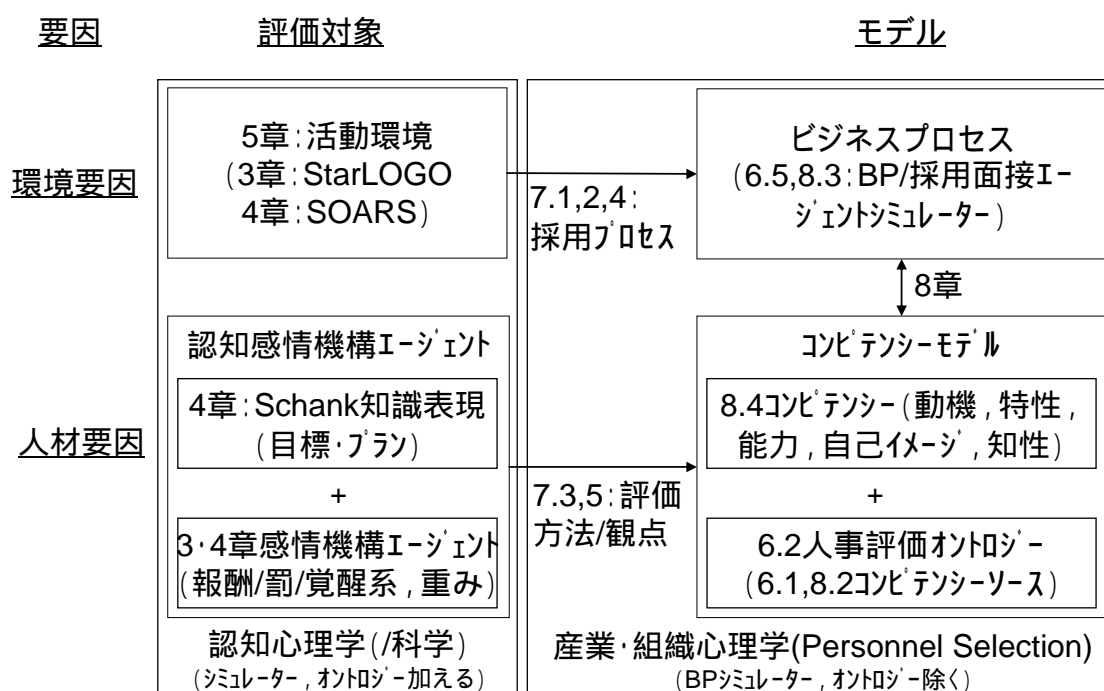 要因
評価対象
モデル
環境要因
5章:活動環境
(3章:StarLOGO
4章:SOARS)
7.1,2,4:
採用プロセス
ビジネスプロセス
(6.5,8.3:BP/採用面接エー
ジェントシミュレーター)
8章
人材要因
認知感情機構エージェント
4章:Schank知識表現
(目標・プラン)
+
3・4章感情機構エージェント
(報酬/罰/覚醒系,重み)
7.3,5:評価
方法/観点
コンピテンシーモデル
8.4コンピテンシー(動機,特性,
能力,自己イメージ,知性)
+
6.2人事評価オントロジー
(6.1,8.2コンピテンシーソース)
認知心理学(/科学)
(シミュレーター,オントロジー加える)
産業・組織心理学(Personnel Selection)
(BPシミュレーター,オントロジー除く)